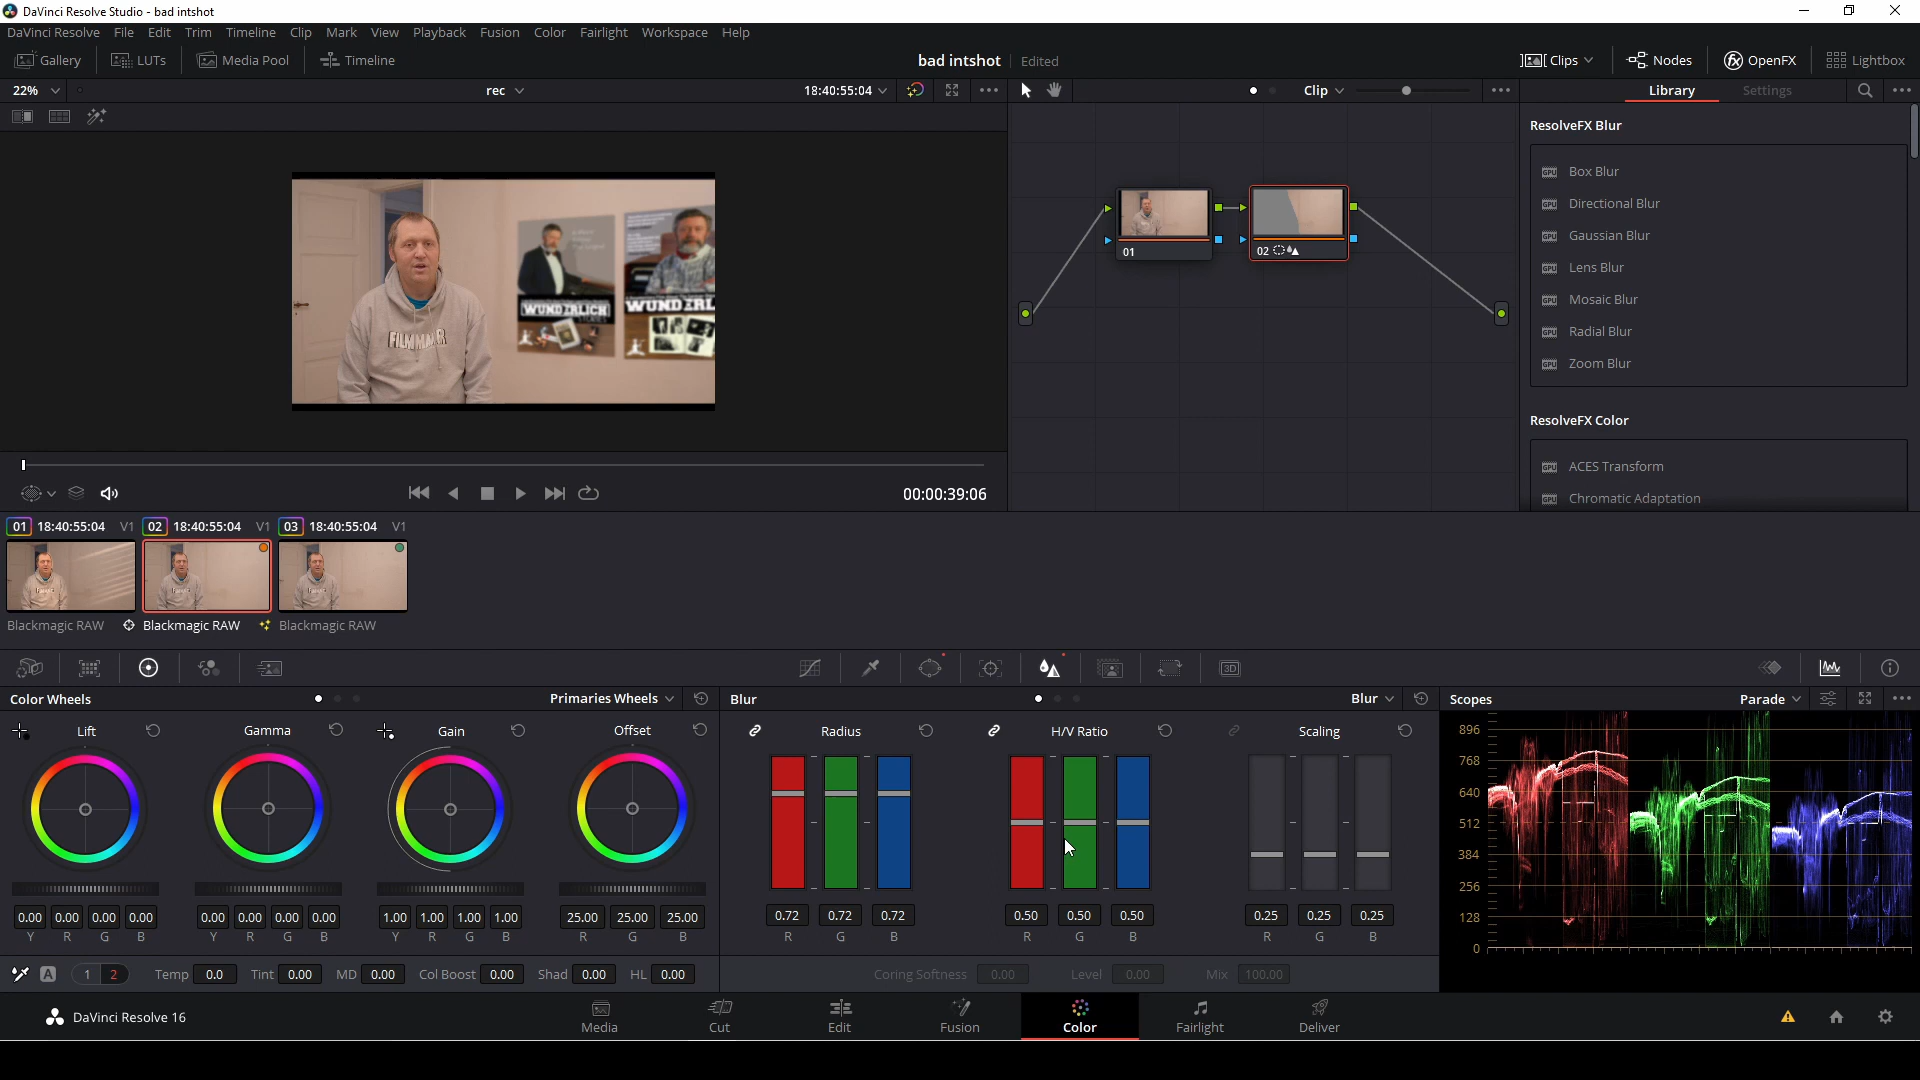 DaVinci Resolve Studio - bad intshot
DaVinci Resolve File Edit Trim Timeline Clip Mark View Playback Fusion Color Fairlight Workspace Help
Gallery LUTs Media Pool Timeline bad intshot Edited Clips Nodes OpenFX Lightbox
22% rec 18:40:55:04 Clip Library Settings
ResolveFX Blur
Box Blur
Directional Blur
Gaussian Blur
Lens Blur
Mosaic Blur
Radial Blur
Zoom Blur
ResolveFX Color
ACES Transform
Chromatic Adaptation
01 02
FILMMAKER
WUNDERLICH
WUNDERL
00:00:39:06
01 18:40:55:04 V1 02 18:40:55:04 V1 03 18:40:55:04 V1
Blackmagic RAW Blackmagic RAW Blackmagic RAW
3D
Color Wheels Primaries Wheels Blur Blur Scopes Parade
Lift Gamma Gain Offset Radius H/V Ratio Scaling
896
768
640
512
384
256
128
0
0.00 0.00 0.00 0.00 0.00 0.00 0.00 0.00 1.00 1.00 1.00 1.00 25.00 25.00 25.00 0.72 0.72 0.72 0.50 0.50 0.50 0.25 0.25 0.25
Y R G B Y R G B Y R G B R G B R G B R G B R G B
A 1 2 Temp 0.0 Tint 0.00 MD 0.00 Col Boost 0.00 Shad 0.00 HL 0.00 Coring Softness 0.00 Level 0.00 Mix 100.00
DaVinci Resolve 16 Media Cut Edit Fusion Color Fairlight Deliver